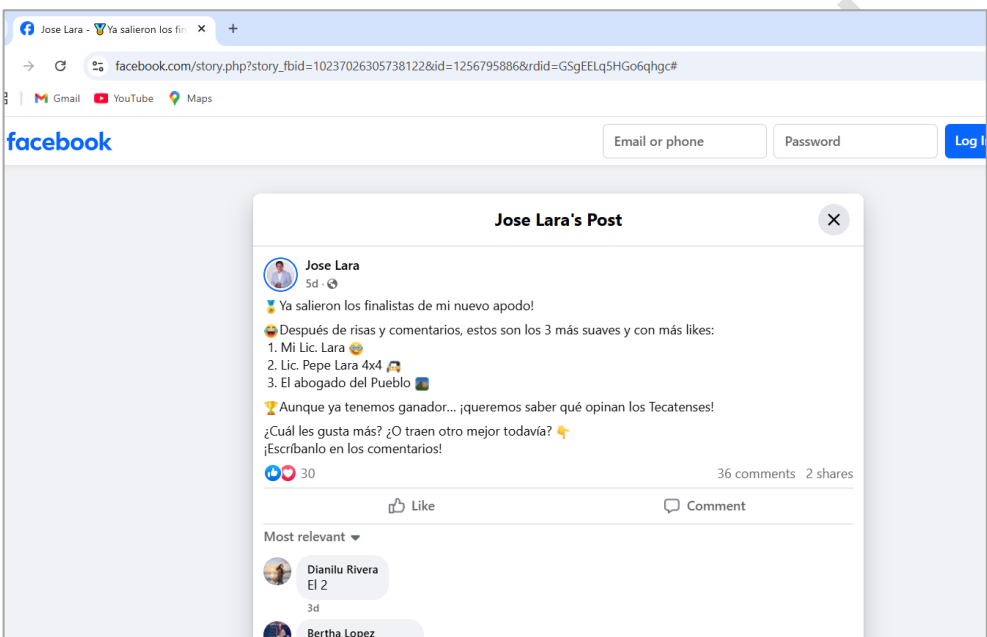 Jose Lara - 🏅Ya salieron los fin
facebook.com/story.php?story_fbid=10237026305738122&id=1256795886&rdid=GSgEELq5HGo6qhgc#
Gmail YouTube Maps
facebook Email or phone Password Log I
Jose Lara's Post
Jose Lara
5d ·
🏅Ya salieron los finalistas de mi nuevo apodo!
😂Después de risas y comentarios, estos son los 3 más suaves y con más likes:
1. Mi Lic. Lara 🤓
2. Lic. Pepe Lara 4x4 🚙
3. El abogado del Pueblo
🏆Aunque ya tenemos ganador... ¡queremos saber qué opinan los Tecatenses!
¿Cuál les gusta más? ¿O traen otro mejor todavía? 👇
¡Escríbanlo en los comentarios!
30 36 comments 2 shares
Like Comment
Most relevant
Dianilu Rivera
El 2
3d
Bertha Lopez